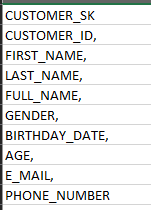 CUSTOMER_SK
CUSTOMER_ID,
FIRST_NAME,
LAST_NAME,
FULL_NAME,
GENDER,
BIRTHDAY_DATE,
AGE,
E_MAIL,
PHONE_NUMBER